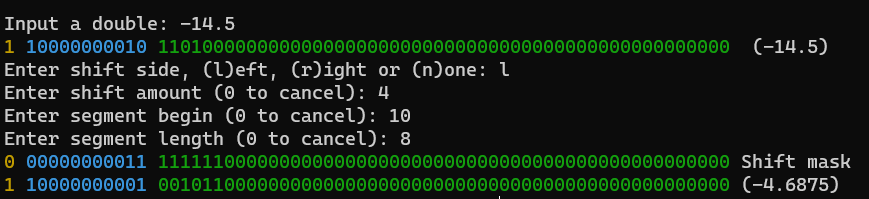 Input a double: -14.5
1 10000000010 1101000000000000000000000000000000000000000000000000  (-14.5)
Enter shift side, (l)eft, (r)ight or (n)one: l
Enter shift amount (0 to cancel): 4
Enter segment begin (0 to cancel): 10
Enter segment length (0 to cancel): 8
0 00000000011 1111110000000000000000000000000000000000000000000000 Shift mask
1 10000000001 0010110000000000000000000000000000000000000000000000 (-4.6875)